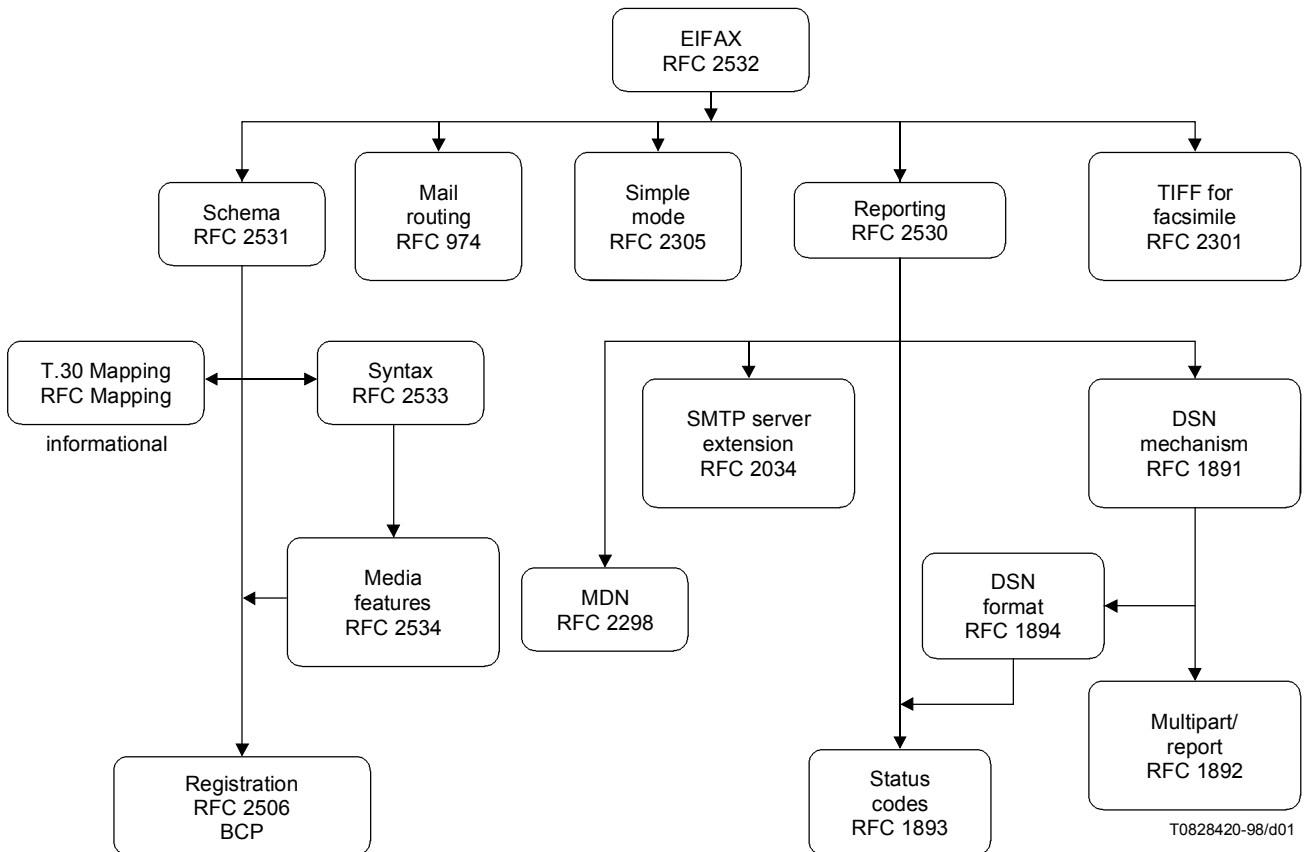 EIFAX
RFC 2532
Schema
RFC 2531
Mail
routing
RFC 974
Simple
mode
RFC 2305
Reporting
RFC 2530
TIFF for
facsimile
RFC 2301
T.30 Mapping
RFC Mapping
informational
Syntax
RFC 2533
SMTP server
extension
RFC 2034
DSN
mechanism
RFC 1891
Media
features
RFC 2534
MDN
RFC 2298
DSN
format
RFC 1894
Registration
RFC 2506
BCP
Status
codes
RFC 1893
Multipart/
report
RFC 1892
T0828420-98/d01